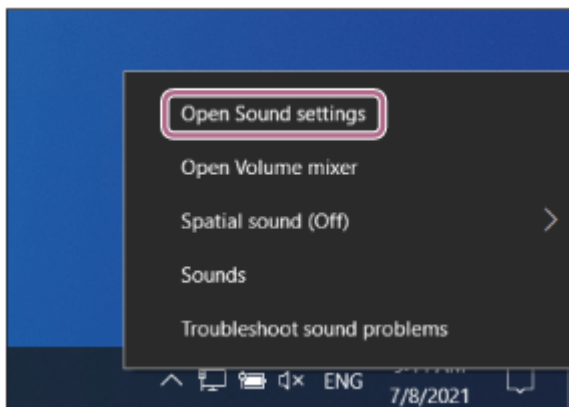 Open Sound settings
Open Volume mixer
Spatial sound (Off)
Sounds
Troubleshoot sound problems
ENG
7/8/2021